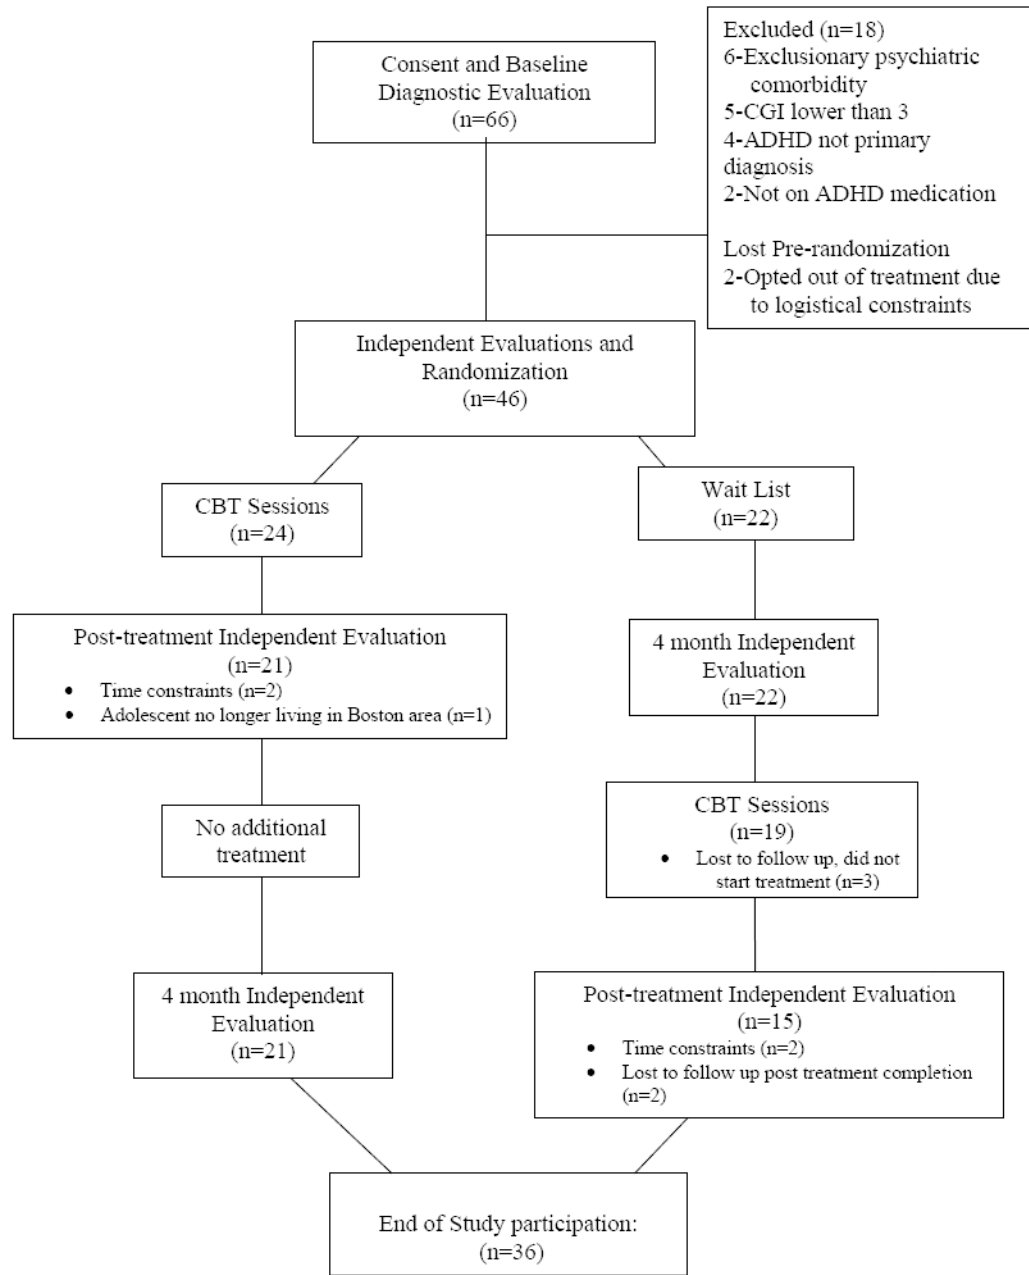 Consent and Baseline
Diagnostic Evaluation
(n=66)
Excluded (n=18)
6-Exclusionary psychiatric
comorbidity
5-CGI lower than 3
4-ADHD not primary
diagnosis
2-Not on ADHD medication
Lost Pre-randomization
2-Opted out of treatment due
to logistical constraints
Independent Evaluations and
Randomization
(n=46)
CBT Sessions
(n=24)
Wait List
(n=22)
Post-treatment Independent Evaluation
(n=21)
• Time constraints (n=2)
• Adolescent no longer living in Boston area (n=1)
4 month Independent
Evaluation
(n=22)
No additional
treatment
CBT Sessions
(n=19)
• Lost to follow up, did not
start treatment (n=3)
4 month Independent
Evaluation
(n=21)
Post-treatment Independent Evaluation
(n=15)
• Time constraints (n=2)
• Lost to follow up post treatment completion
(n=2)
End of Study participation:
(n=36)